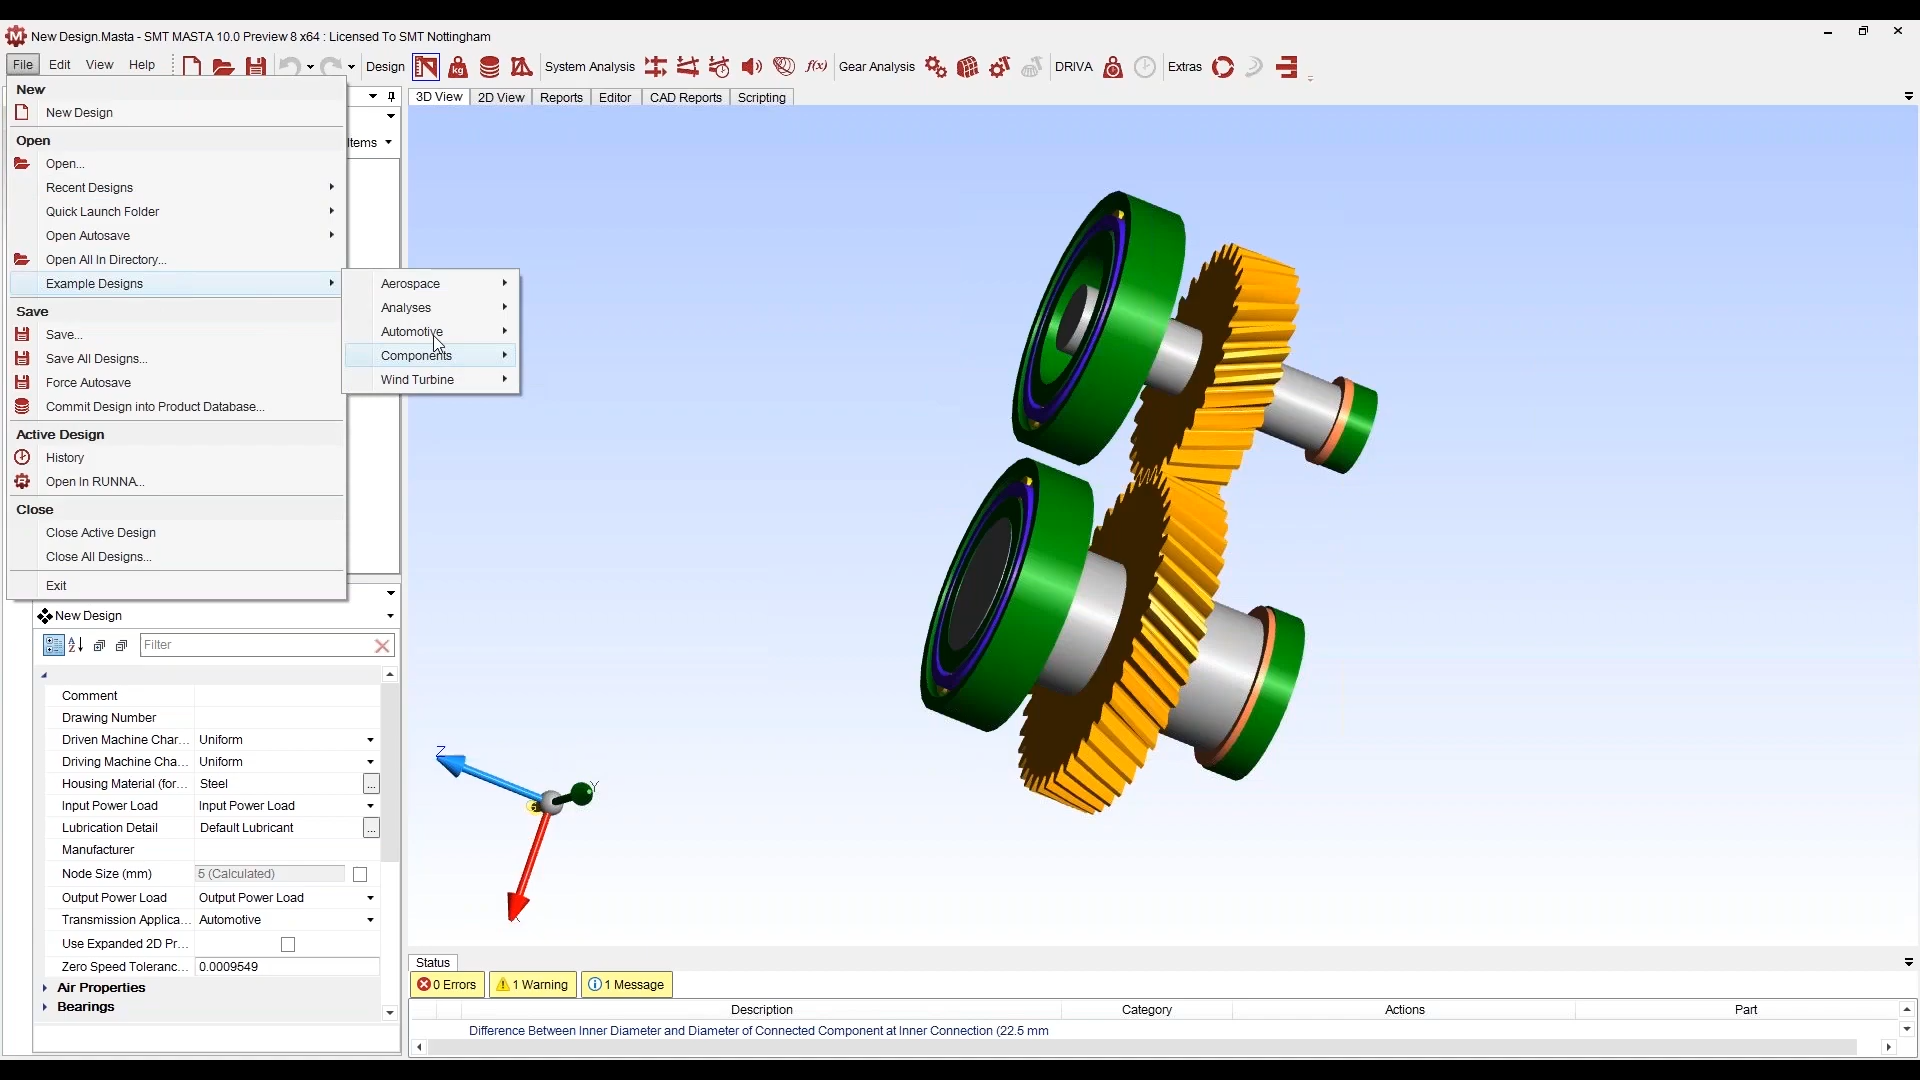 New Design.Masta - SMT MASTA 10.0 Preview 8 x64 : Licensed To SMT Nottingham
File Edit View Help Design System Analysis f(x) Gear Analysis DRIVA Extras
New
New Design
Open
Open...
Recent Designs
Quick Launch Folder
Open Autosave
Open All In Directory...
Example Designs
Save
Save...
Save All Designs...
Force Autosave
Commit Design into Product Database...
Active Design
History
Open In RUNNA...
Close
Close Active Design
Close All Designs...
Exit
Items
Aerospace
Analyses
Automotive
Components
Wind Turbine
3D View 2D View Reports Editor CAD Reports Scripting
Z
Y
X
New Design
Filter
Comment
Drawing Number
Driven Machine Char... Uniform
Driving Machine Cha... Uniform
Housing Material (for... Steel ...
Input Power Load Input Power Load
Lubrication Detail Default Lubricant ...
Manufacturer
Node Size (mm) 5 (Calculated)
Output Power Load Output Power Load
Transmission Applica... Automotive
Use Expanded 2D Pr...
Zero Speed Toleranc... 0.0009549
Air Properties
Bearings
Status
0 Errors 1 Warning 1 Message
Description Category Actions Part
Difference Between Inner Diameter and Diameter of Connected Component at Inner Connection (22.5 mm